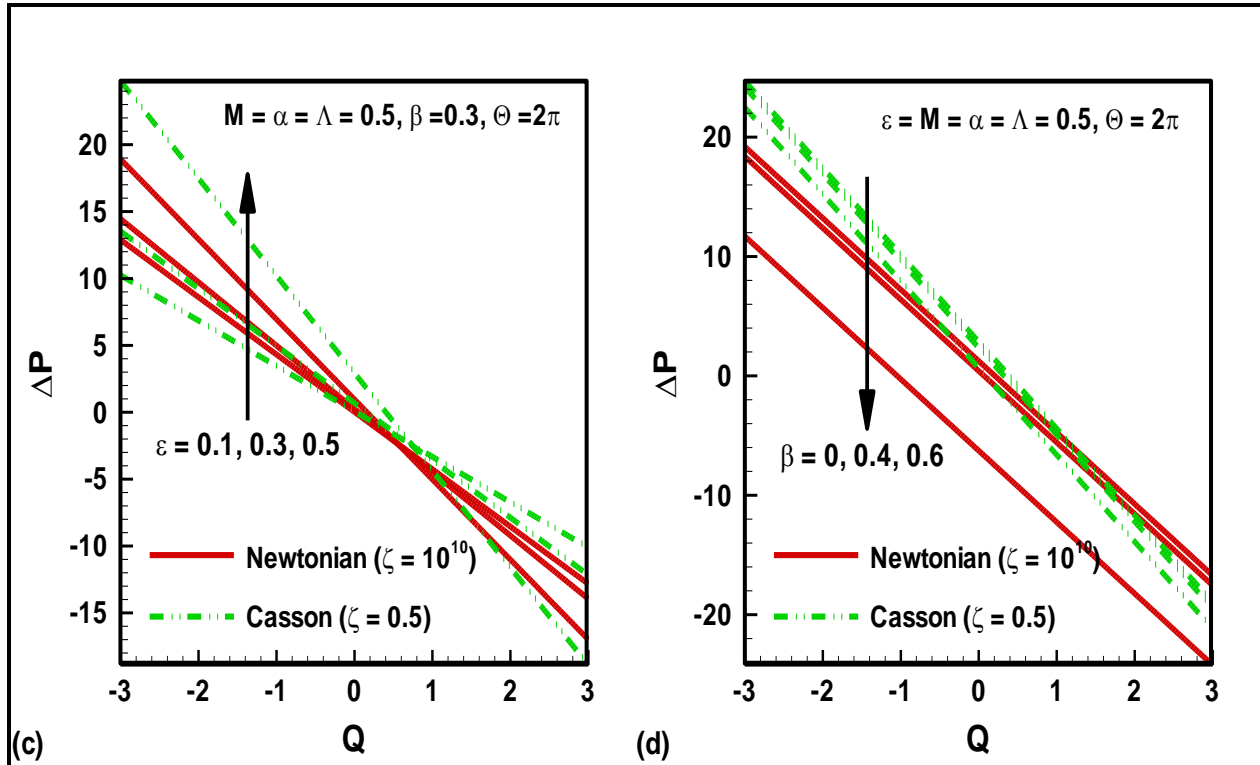 M = α = Λ = 0.5, β =0.3, Θ =2π
20
15
10
5
0
-5
-10
-15
ΔP
ε = 0.1, 0.3, 0.5
Newtonian (ζ = 10¹⁰)
Casson (ζ = 0.5)
-3 -2 -1 0 1 2 3
Q
(c)
ε = M = α = Λ = 0.5, Θ = 2π
20
10
0
-10
-20
ΔP
β = 0, 0.4, 0.6
Newtonian (ζ = 10¹⁰)
Casson (ζ = 0.5)
-3 -2 -1 0 1 2 3
Q
(d)